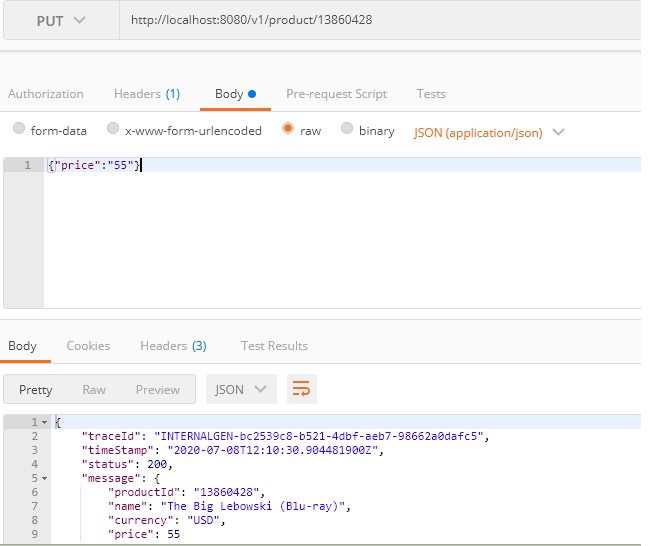 PUT http://localhost:8080/v1/product/13860428
Authorization Headers (1) Body Pre-request Script Tests
form-data x-www-form-urlencoded raw binary JSON (application/json)
1 {"price":"55"}
Body Cookies Headers (3) Test Results
Pretty Raw Preview JSON
1 {
2 "traceId": "INTERNALGEN-bc2539c8-b521-4dbf-aeb7-98662a0dafc5",
3 "timeStamp": "2020-07-08T12:10:30.904481900Z",
4 "status": 200,
5 "message": {
6 "productId": "13860428",
7 "name": "The Big Lebowski (Blu-ray)",
8 "currency": "USD",
9 "price": 55